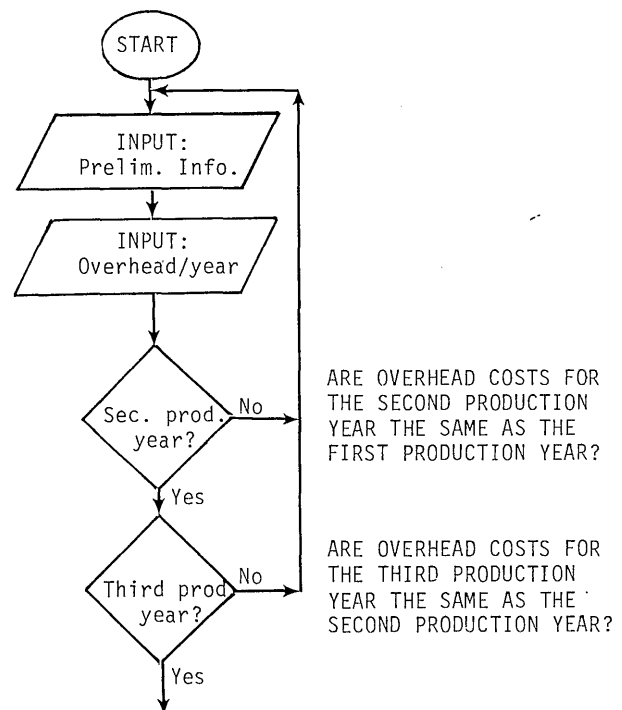 START
INPUT:
Prelim. Info.
INPUT:
Overhead/year
Sec. prod.
year?
No
Yes
ARE OVERHEAD COSTS FOR
THE SECOND PRODUCTION
YEAR THE SAME AS THE
FIRST PRODUCTION YEAR?
Third prod
year?
No
Yes
ARE OVERHEAD COSTS FOR
THE THIRD PRODUCTION
YEAR THE SAME AS THE
SECOND PRODUCTION YEAR?